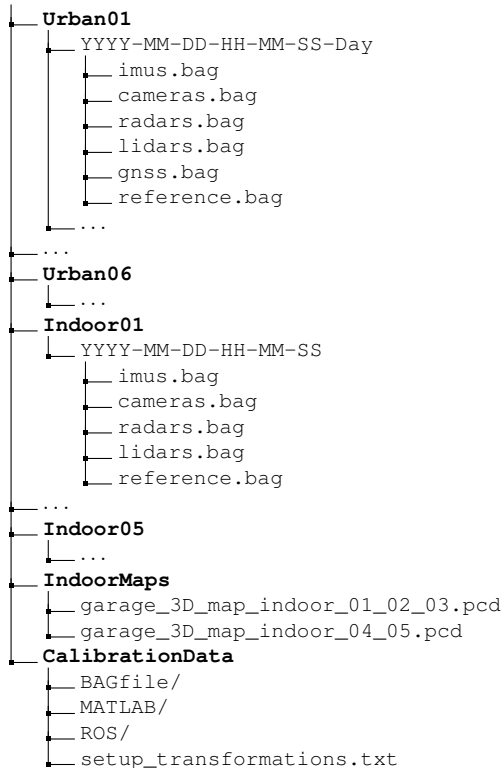 Urban01
YYYY-MM-DD-HH-MM-SS-Day
imus.bag
cameras.bag
radars.bag
lidars.bag
gnss.bag
reference.bag
...
...
Urban06
...
Indoor01
YYYY-MM-DD-HH-MM-SS
imus.bag
cameras.bag
radars.bag
lidars.bag
reference.bag
...
Indoor05
...
IndoorMaps
garage_3D_map_indoor_01_02_03.pcd
garage_3D_map_indoor_04_05.pcd
CalibrationData
BAGfile/
MATLAB/
ROS/
setup_transformations.txt